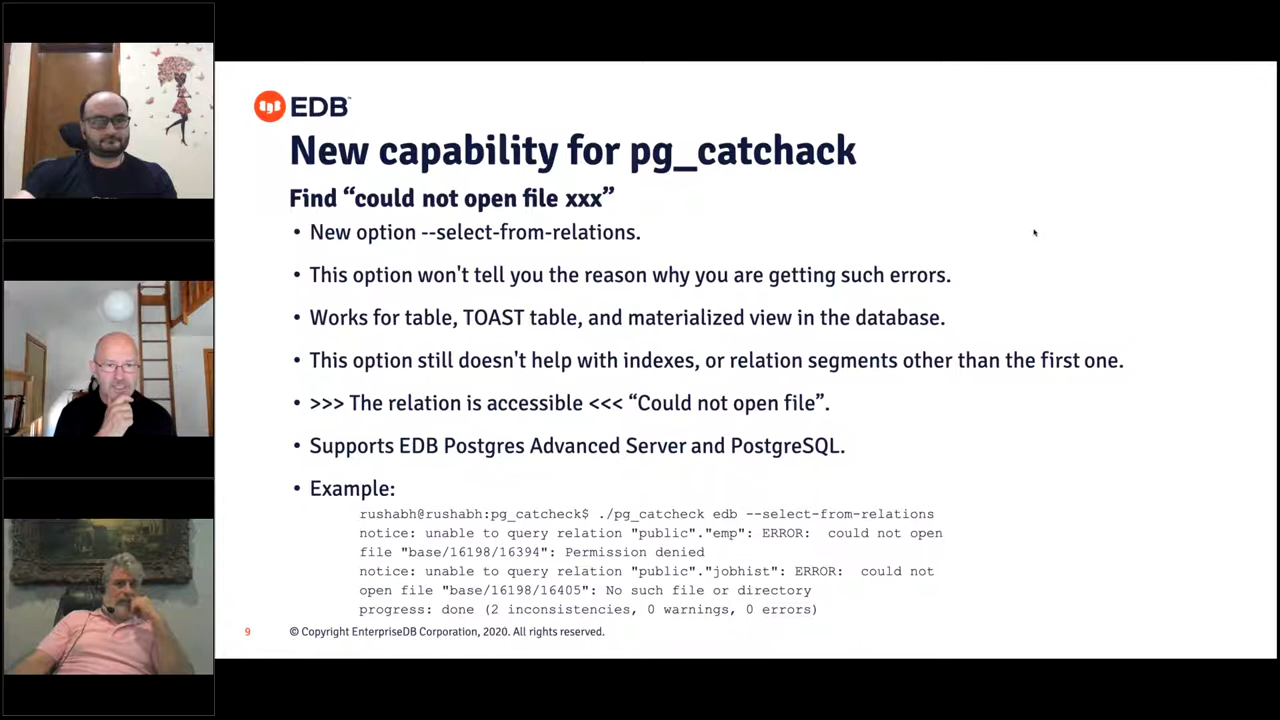 EDB
New capability for pg_catchack
Find “could not open file xxx”
• New option --select-from-relations.
• This option won't tell you the reason why you are getting such errors.
• Works for table, TOAST table, and materialized view in the database.
• This option still doesn't help with indexes, or relation segments other than the first one.
• >>> The relation is accessible <<< “Could not open file”.
• Supports EDB Postgres Advanced Server and PostgreSQL.
• Example:
rushabh@rushabh:pg_catcheck$ ./pg_catcheck edb --select-from-relations
notice: unable to query relation "public"."emp": ERROR:  could not open
file "base/16198/16394": Permission denied
notice: unable to query relation "public"."jobhist": ERROR:  could not
open file "base/16198/16405": No such file or directory
progress: done (2 inconsistencies, 0 warnings, 0 errors)
9 © Copyright EnterpriseDB Corporation, 2020. All rights reserved.